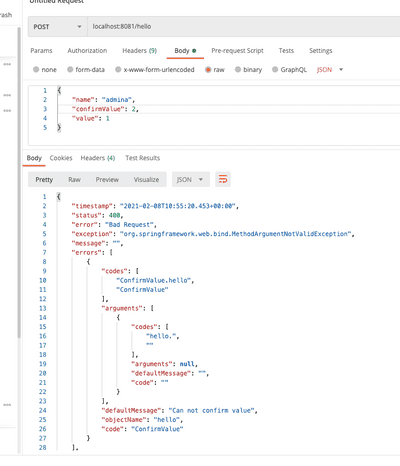 Untitled Request
rash
POST localhost:8081/hello
Params Authorization Headers (9) Body Pre-request Script Tests Settings
none form-data x-www-form-urlencoded raw binary GraphQL JSON
1 {
2 "name": "admina",
3 "confirmValue": 2,
4 "value": 1
5 }
Body Cookies Headers (4) Test Results
Pretty Raw Preview Visualize JSON
1 {
2 "timestamp": "2021-02-08T10:55:20.453+00:00",
3 "status": 400,
4 "error": "Bad Request",
5 "exception": "org.springframework.web.bind.MethodArgumentNotValidException",
6 "message": "",
7 "errors": [
8 {
9 "codes": [
10 "ConfirmValue.hello",
11 "ConfirmValue"
12 ],
13 "arguments": [
14 {
15 "codes": [
16 "hello.",
17 ""
18 ],
19 "arguments": null,
20 "defaultMessage": "",
21 "code": ""
22 }
23 ],
24 "defaultMessage": "Can not confirm value",
25 "objectName": "hello",
26 "code": "ConfirmValue"
27 }
28 ],